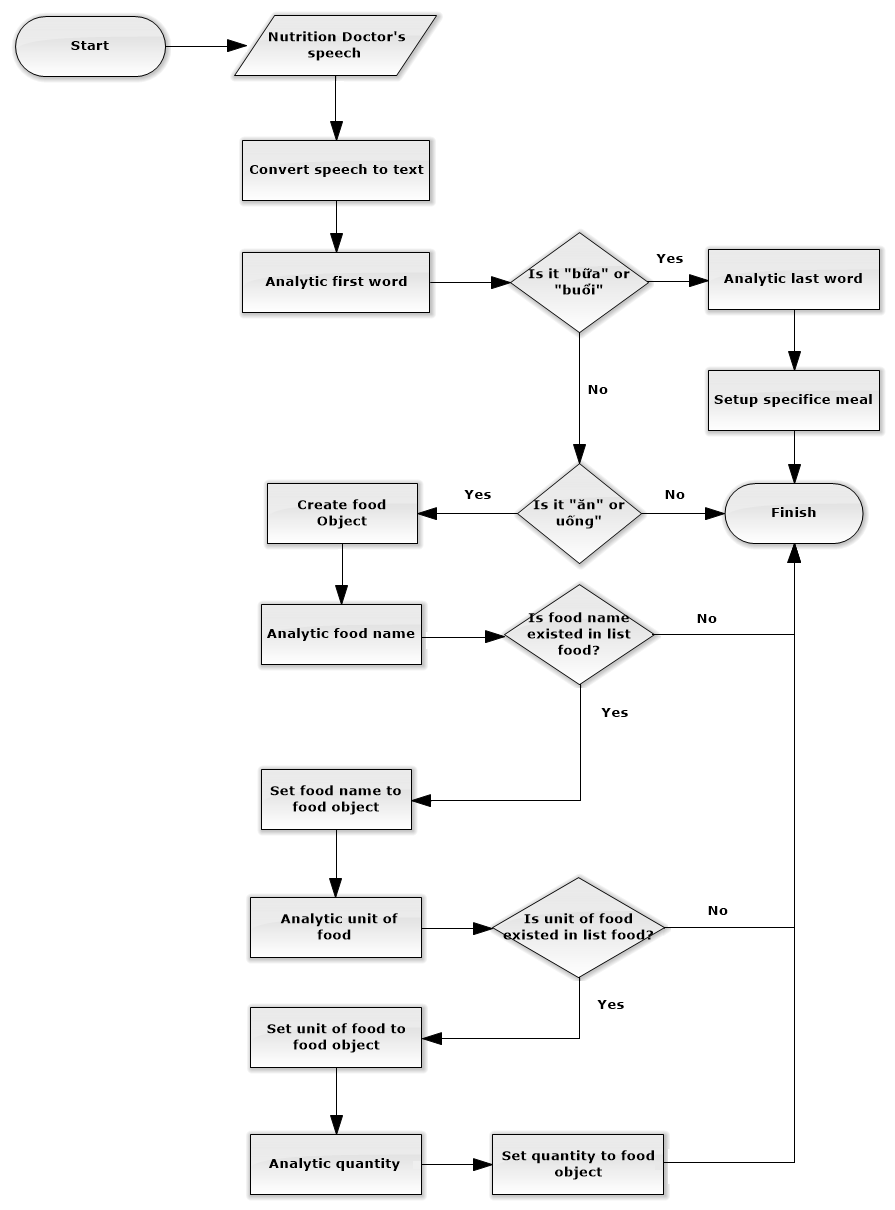 Start
Nutrition Doctor's
speech
Convert speech to text
Analytic first word
Is it "bữa" or
"buổi"
Yes
Analytic last word
No
Setup specifice meal
Create food
Object
Yes
Is it "ăn" or
uống"
No
Finish
Analytic food name
Is food name
existed in list
food?
No
Yes
Set food name to
food object
Analytic unit of
food
Is unit of food
existed in list food?
No
Yes
Set unit of food to
food object
Analytic quantity
Set quantity to food
object